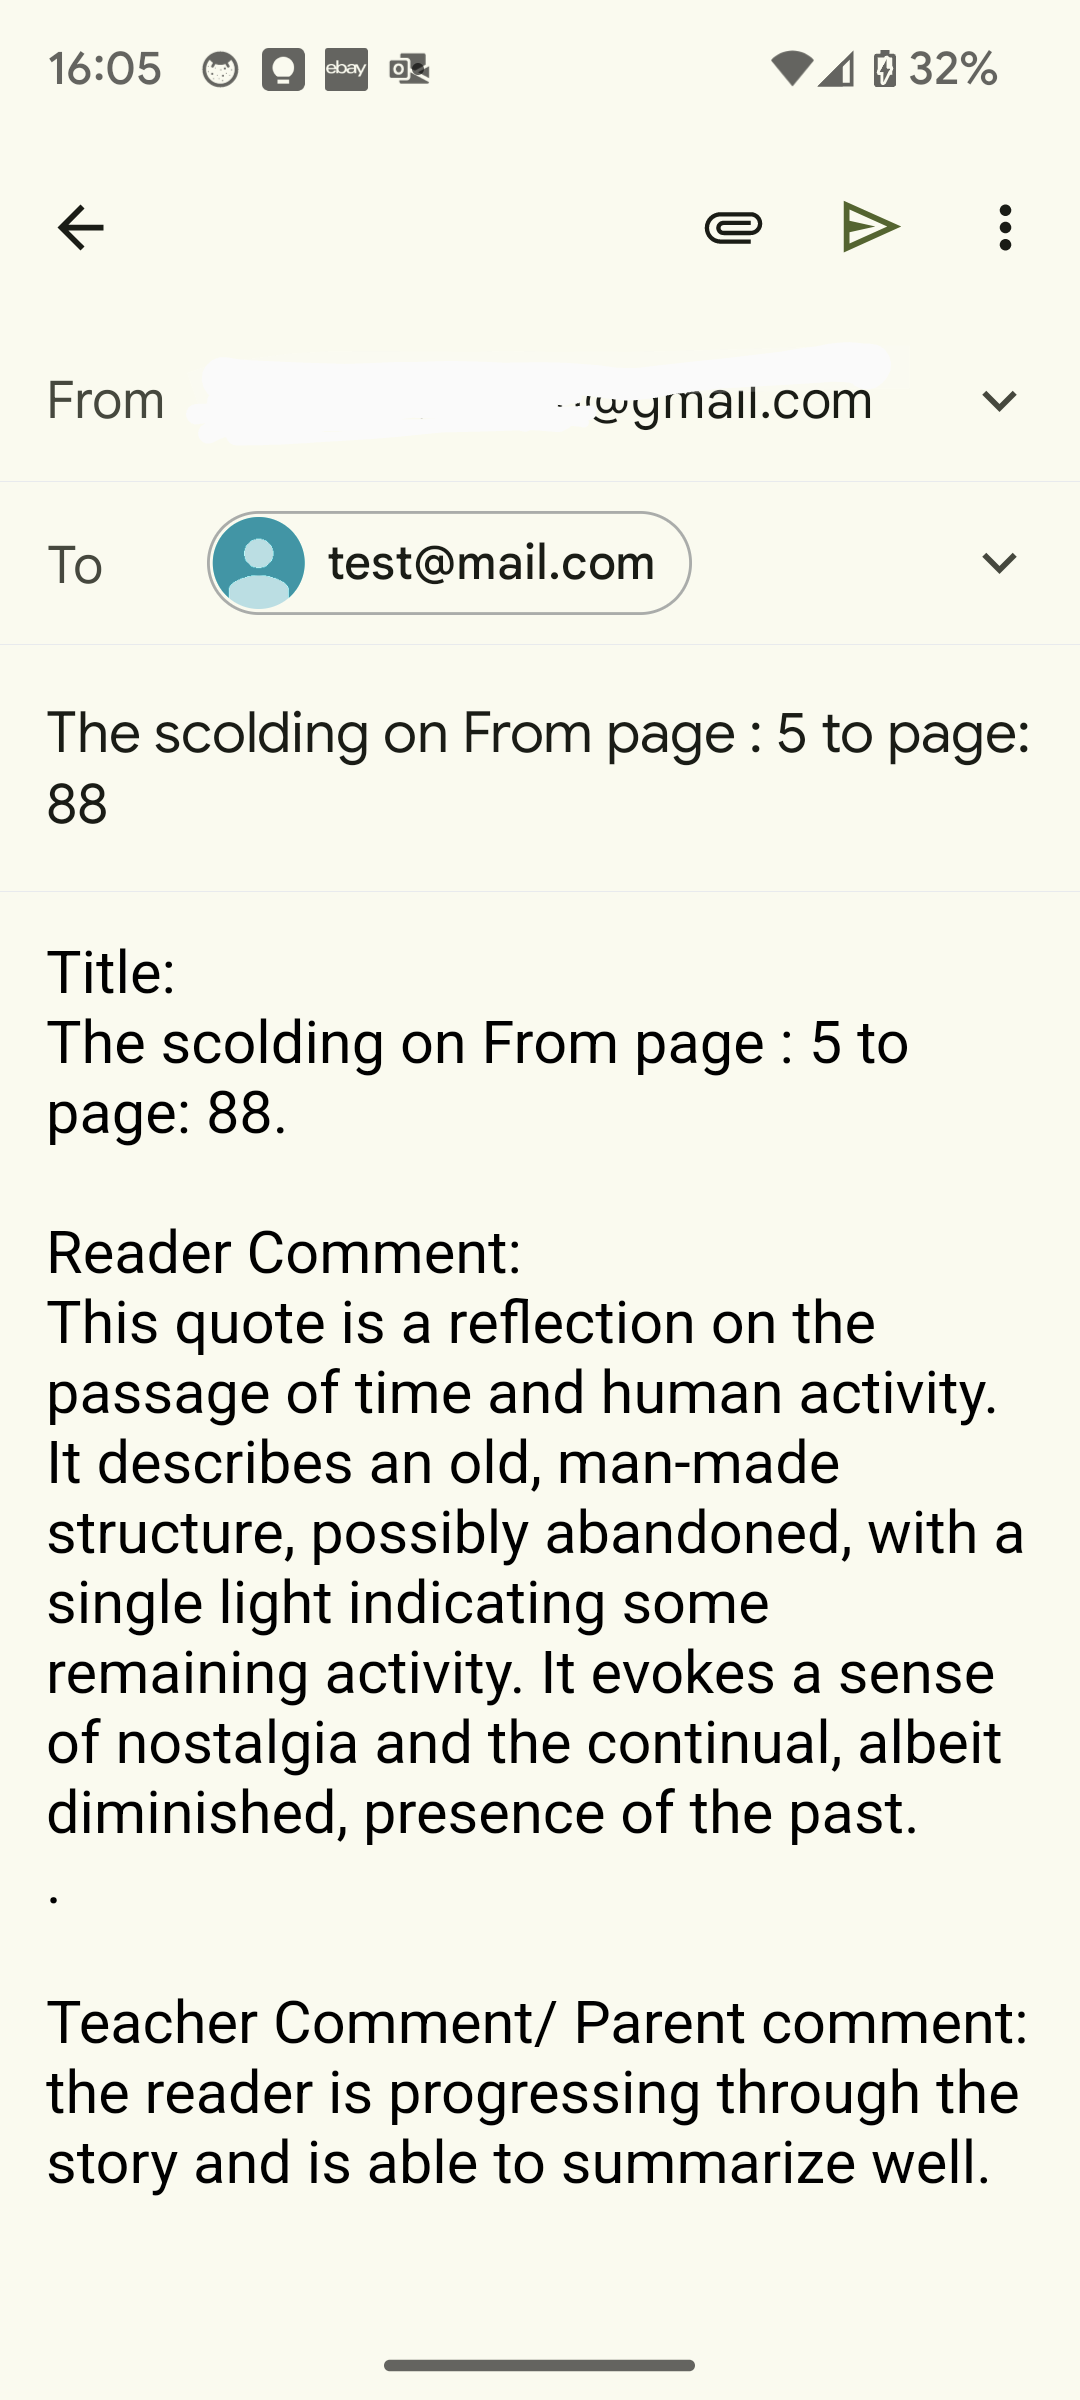 16:05 ebay 32%
From @gmail.com
To test@mail.com
The scolding on From page : 5 to page:
88
Title:
The scolding on From page : 5 to
page: 88.
Reader Comment:
This quote is a reflection on the
passage of time and human activity.
It describes an old, man-made
structure, possibly abandoned, with a
single light indicating some
remaining activity. It evokes a sense
of nostalgia and the continual, albeit
diminished, presence of the past.
.
Teacher Comment/ Parent comment:
the reader is progressing through the
story and is able to summarize well.